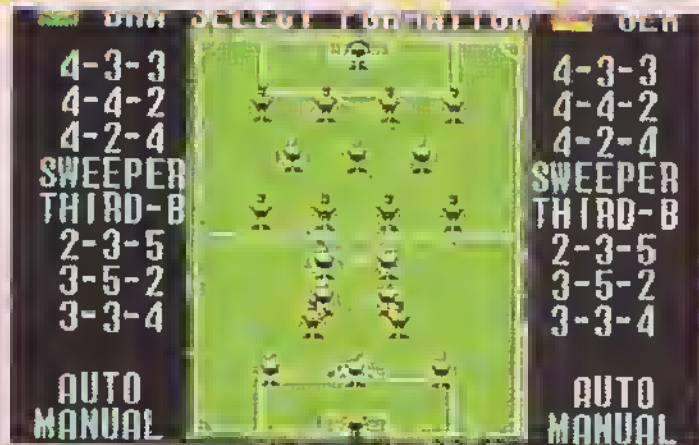 SELECT FORMATION
4-3-3
4-4-2
4-2-4
SWEEPER
THIRD-B
2-3-5
3-5-2
3-3-4
AUTO
MANUAL
4-3-3
4-4-2
4-2-4
SWEEPER
THIRD-B
2-3-5
3-5-2
3-3-4
AUTO
MANUAL